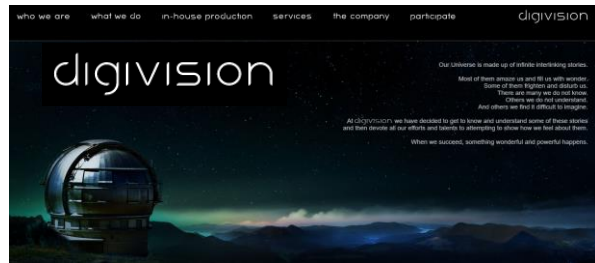 who we are what we do in-house production services the company participate digivision
digivision
Our Universe is made up of infinite interlinking stories.
Most of them amaze us and fill us with wonder.
Some of them frighten and disturb us.
There are many we do not know.
Others we do not understand.
And others we find it difficult to imagine.
At digivision we have decided to get to know and understand some of these stories
and then devote all our efforts and talents to attempting to show how we feel about them.
When we succeed, something wonderful and powerful happens.